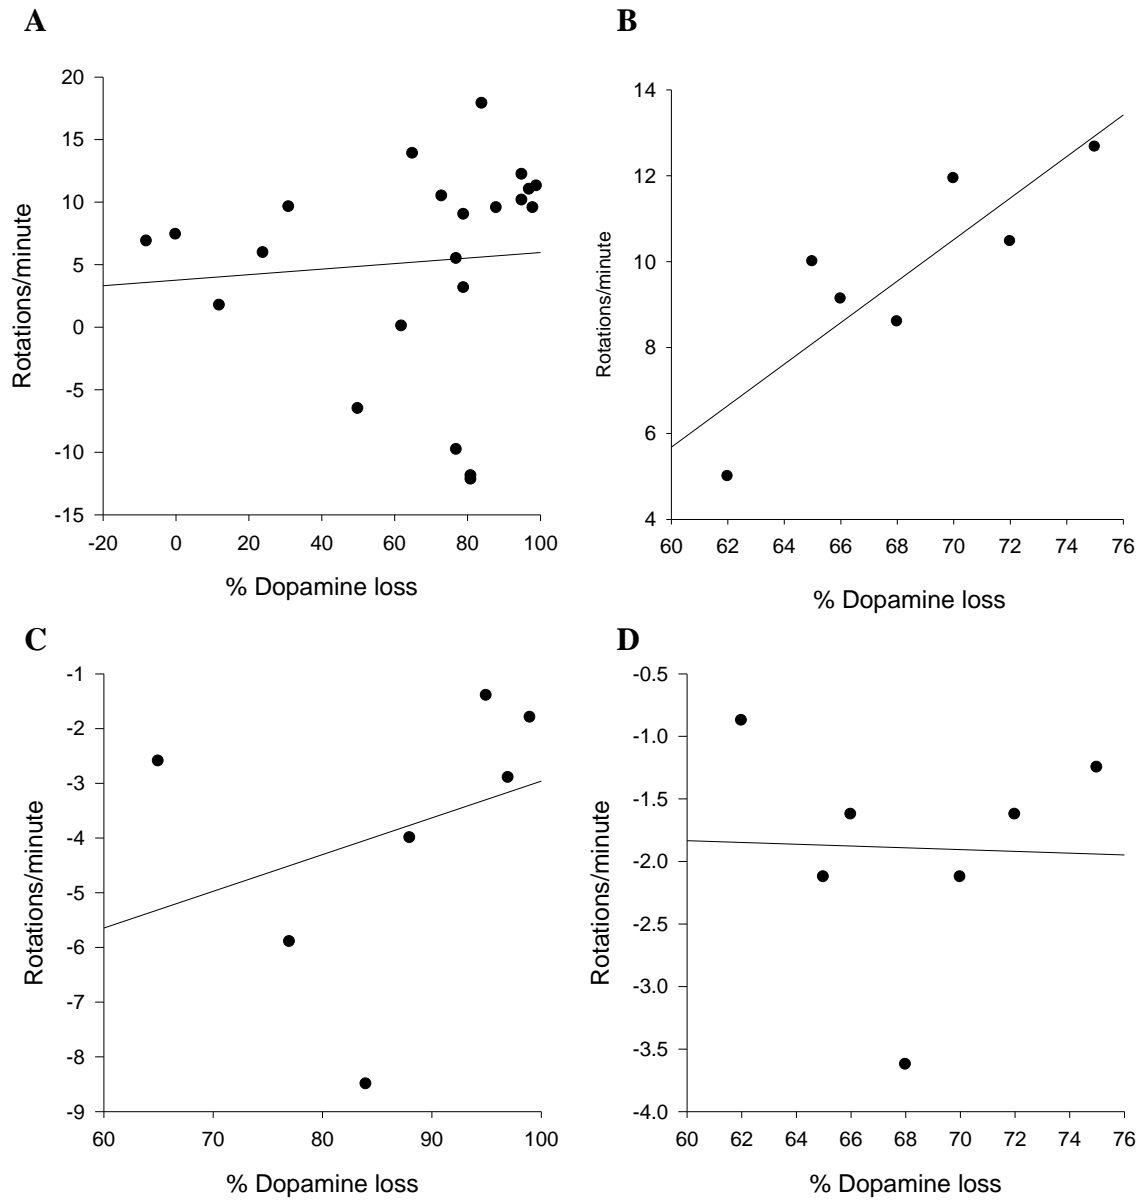 A
20
15
10
5
0
-5
-10
-15
-20 0 20 40 60 80 100
Rotations/minute
% Dopamine loss
B
14
12
10
8
6
4
60 62 64 66 68 70 72 74 76
Rotations/minute
% Dopamine loss
C
-1
-2
-3
-4
-5
-6
-7
-8
-9
60 70 80 90 100
Rotations/minute
% Dopamine loss
D
-0.5
-1.0
-1.5
-2.0
-2.5
-3.0
-3.5
-4.0
60 62 64 66 68 70 72 74 76
Rotations/minute
% Dopamine loss